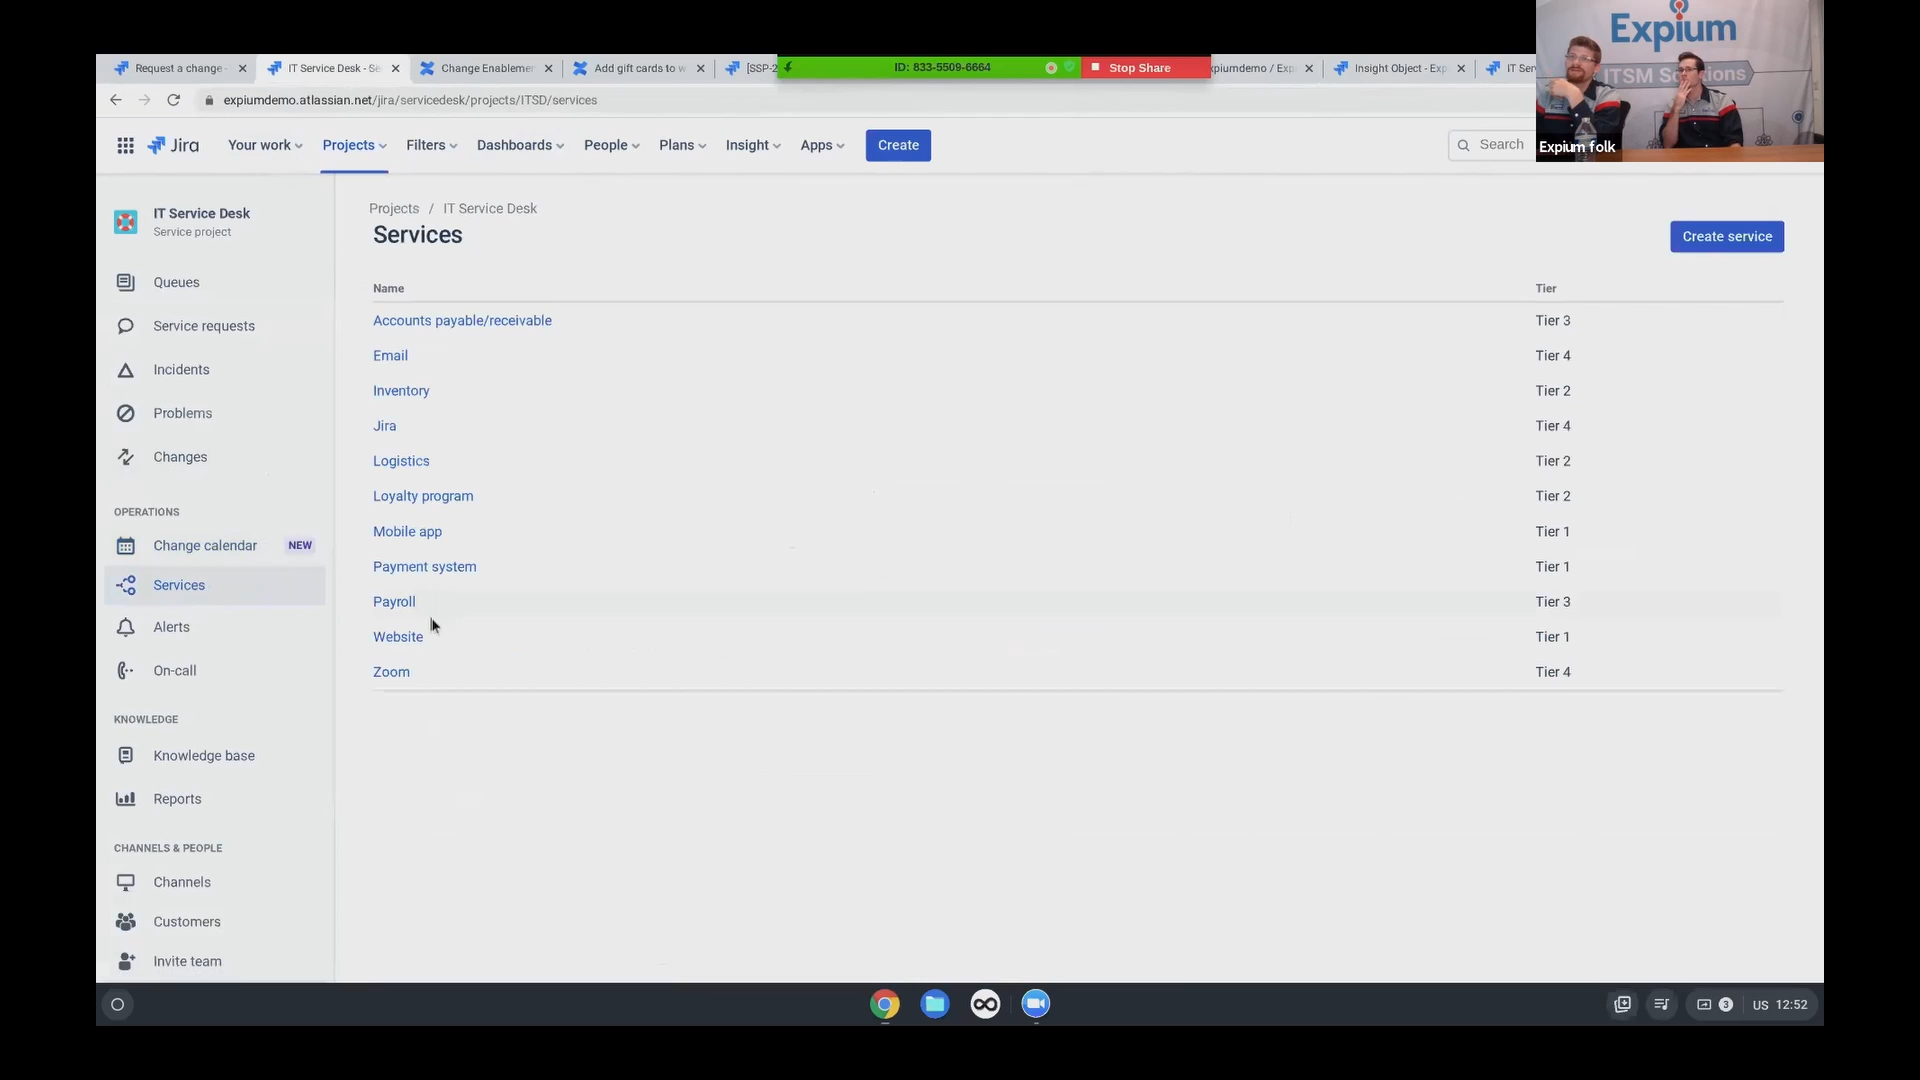 Request a change -
IT Service Desk - Se
Change Enablemen
Add gift cards to w
[SSP-2
ID: 833-5509-6664
Stop Share
xpiumdemo / Exp
Insight Object - Exp
IT Ser
expiumdemo.atlassian.net/jira/servicedesk/projects/ITSD/services
Expium
ITSM Solutions
Expium folk
Jira
Your work
Projects
Filters
Dashboards
People
Plans
Insight
Apps
Create
Search
IT Service Desk
Service project
Queues
Service requests
Incidents
Problems
Changes
OPERATIONS
Change calendar NEW
Services
Alerts
On-call
KNOWLEDGE
Knowledge base
Reports
CHANNELS & PEOPLE
Channels
Customers
Invite team
Projects / IT Service Desk
Services
Create service
Name Tier
Accounts payable/receivable Tier 3
Email Tier 4
Inventory Tier 2
Jira Tier 4
Logistics Tier 2
Loyalty program Tier 2
Mobile app Tier 1
Payment system Tier 1
Payroll Tier 3
Website Tier 1
Zoom Tier 4
3 US 12:52